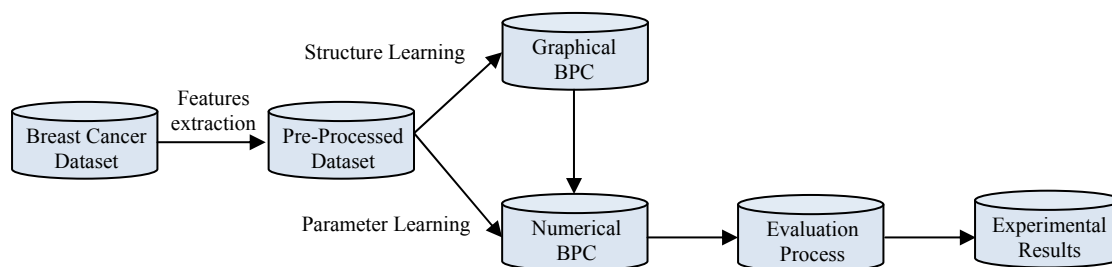 Structure Learning
Graphical
BPC
Features
extraction
Breast Cancer
Dataset
Pre-Processed
Dataset
Parameter Learning
Numerical
BPC
Evaluation
Process
Experimental
Results